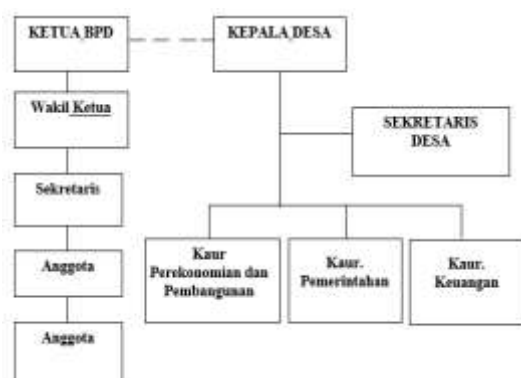 KETUA BPD
KEPALA DESA
Wakil Ketua
SEKRETARIS
DESA
Sekretaris
Anggota
Kaur
Perekonomian dan
Pembangunan
Kaur.
Pemerintahan
Kaur.
Keuangan
Anggota